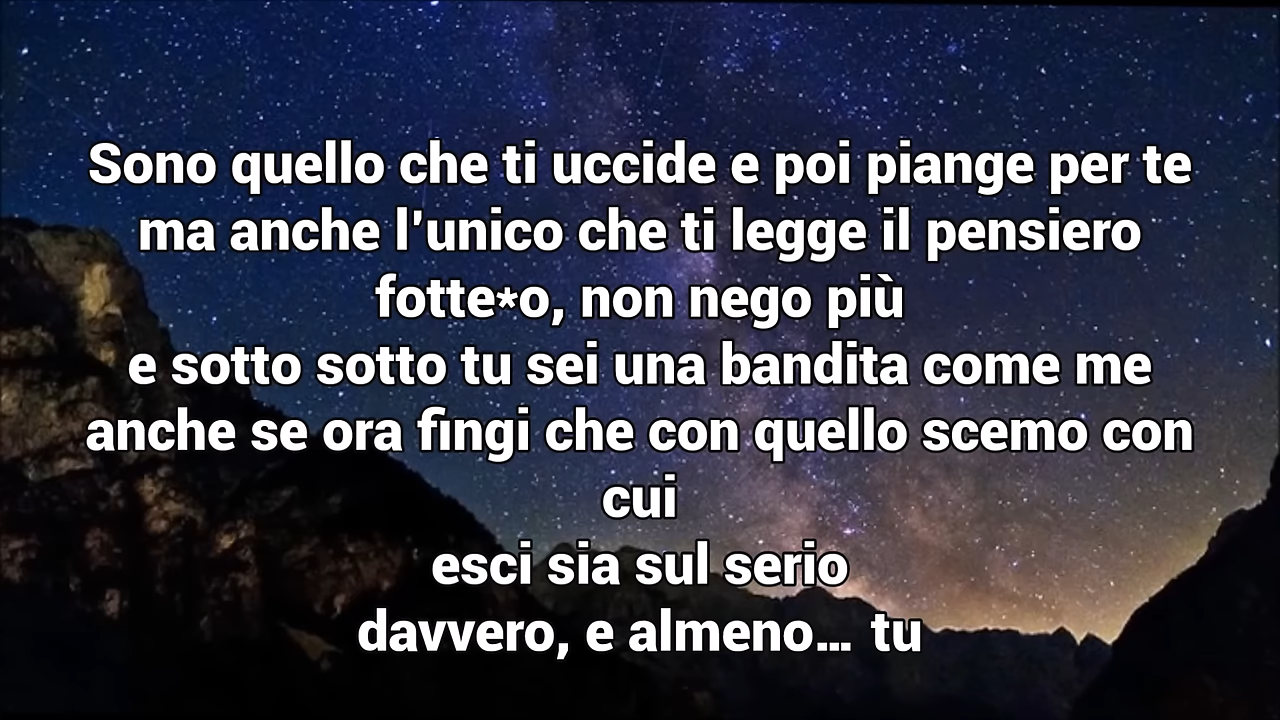 Sono quello che ti uccide e poi piange per te
ma anche l'unico che ti legge il pensiero
fotte*o, non nego più
e sotto sotto tu sei una bandita come me
anche se ora fingi che con quello scemo con
cui
esci sia sul serio
davvero, e almeno... tu